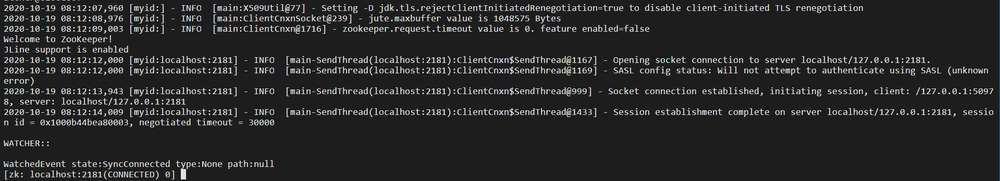 2020-10-19 08:12:07,960 [myid:] - INFO  [main:X509Util@77] - Setting -D jdk.tls.rejectClientInitiatedRenegotiation=true to disable client-initiated TLS renegotiation
2020-10-19 08:12:08,976 [myid:] - INFO  [main:ClientCnxnSocket@239] - jute.maxbuffer value is 1048575 Bytes
2020-10-19 08:12:09,003 [myid:] - INFO  [main:ClientCnxn@1716] - zookeeper.request.timeout value is 0. feature enabled=false
Welcome to ZooKeeper!
JLine support is enabled
2020-10-19 08:12:12,000 [myid:localhost:2181] - INFO  [main-SendThread(localhost:2181):ClientCnxn$SendThread@1167] - Opening socket connection to server localhost/127.0.0.1:2181.
2020-10-19 08:12:12,000 [myid:localhost:2181] - INFO  [main-SendThread(localhost:2181):ClientCnxn$SendThread@1169] - SASL config status: Will not attempt to authenticate using SASL (unknown
error)
2020-10-19 08:12:13,943 [myid:localhost:2181] - INFO  [main-SendThread(localhost:2181):ClientCnxn$SendThread@999] - Socket connection established, initiating session, client: /127.0.0.1:5097
8, server: localhost/127.0.0.1:2181
2020-10-19 08:12:14,009 [myid:localhost:2181] - INFO  [main-SendThread(localhost:2181):ClientCnxn$SendThread@1433] - Session establishment complete on server localhost/127.0.0.1:2181, sessio
n id = 0x1000b44bea80003, negotiated timeout = 30000
WATCHER::
WatchedEvent state:SyncConnected type:None path:null
[zk: localhost:2181(CONNECTED) 0]